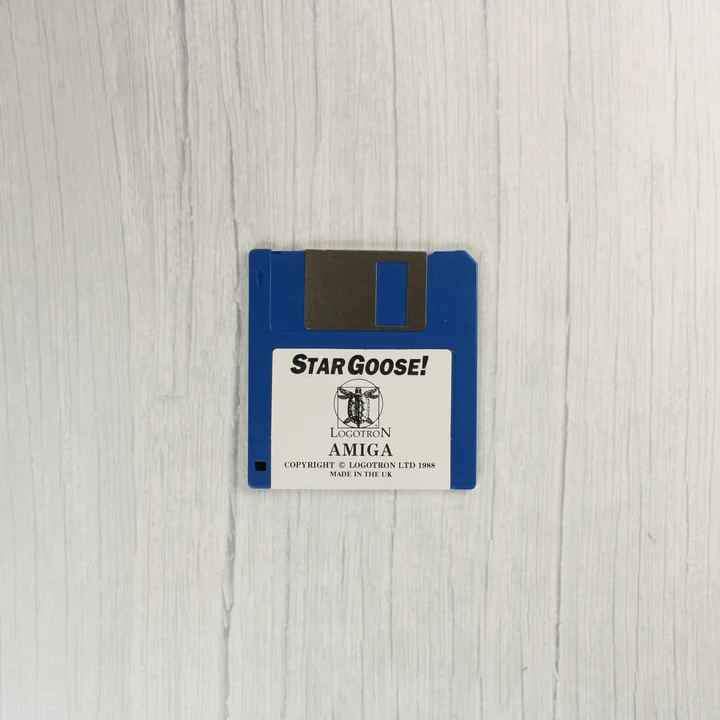 STAR GOOSE!
LOGOTRON
AMIGA
COPYRIGHT © LOGOTRON LTD 1988
MADE IN THE UK